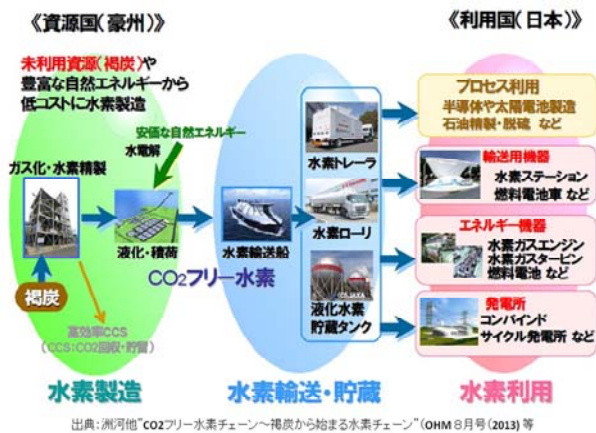 《資源国(豪州)》
《利用国(日本)》
未利用資源(褐炭)や
豊富な自然エネルギーから
低コストに水素製造
安価な自然エネルギー
水電解
ガス化・水素精製
液化・積荷
褐炭
高効率CCS
(CCS:CO2回収・貯留)
水素製造
水素輸送船
CO2フリー水素
水素トレーラ
水素ローリ
液化水素
貯蔵タンク
水素輸送・貯蔵
プロセス利用
半導体や太陽電池製造
石油精製・脱硫 など
輸送用機器
水素ステーション
燃料電池車 など
エネルギー機器
水素ガスエンジン
水素ガスタービン
燃料電池 など
発電所
コンバインド
サイクル発電所 など
水素利用
出典:洲河他"CO2フリー水素チェーン~褐炭から始まる水素チェーン"(OHM 8月号(2013) 等